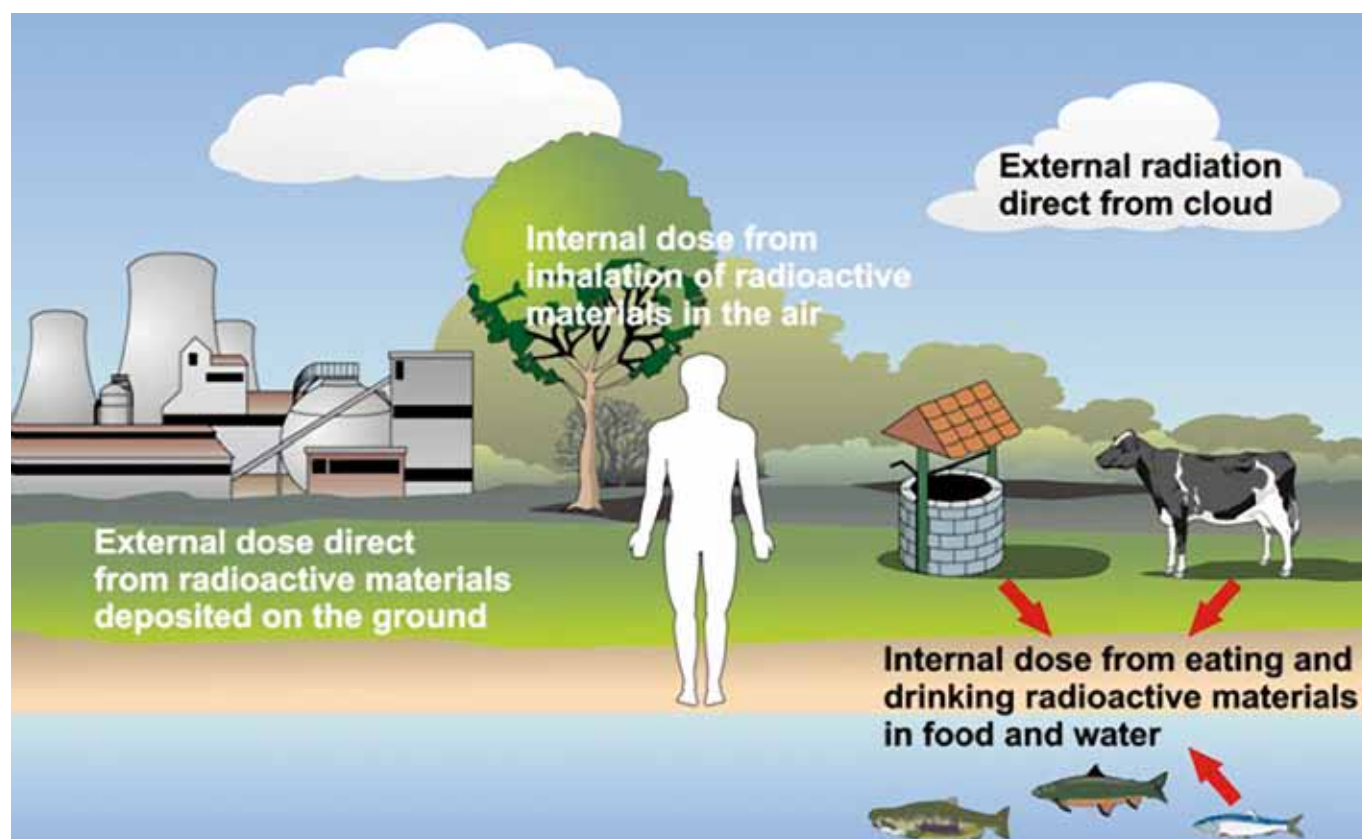 External radiation
direct from cloud
Internal dose from
inhalation of radioactive
materials in the air
External dose direct
from radioactive materials
deposited on the ground
Internal dose from eating and
drinking radioactive materials
in food and water